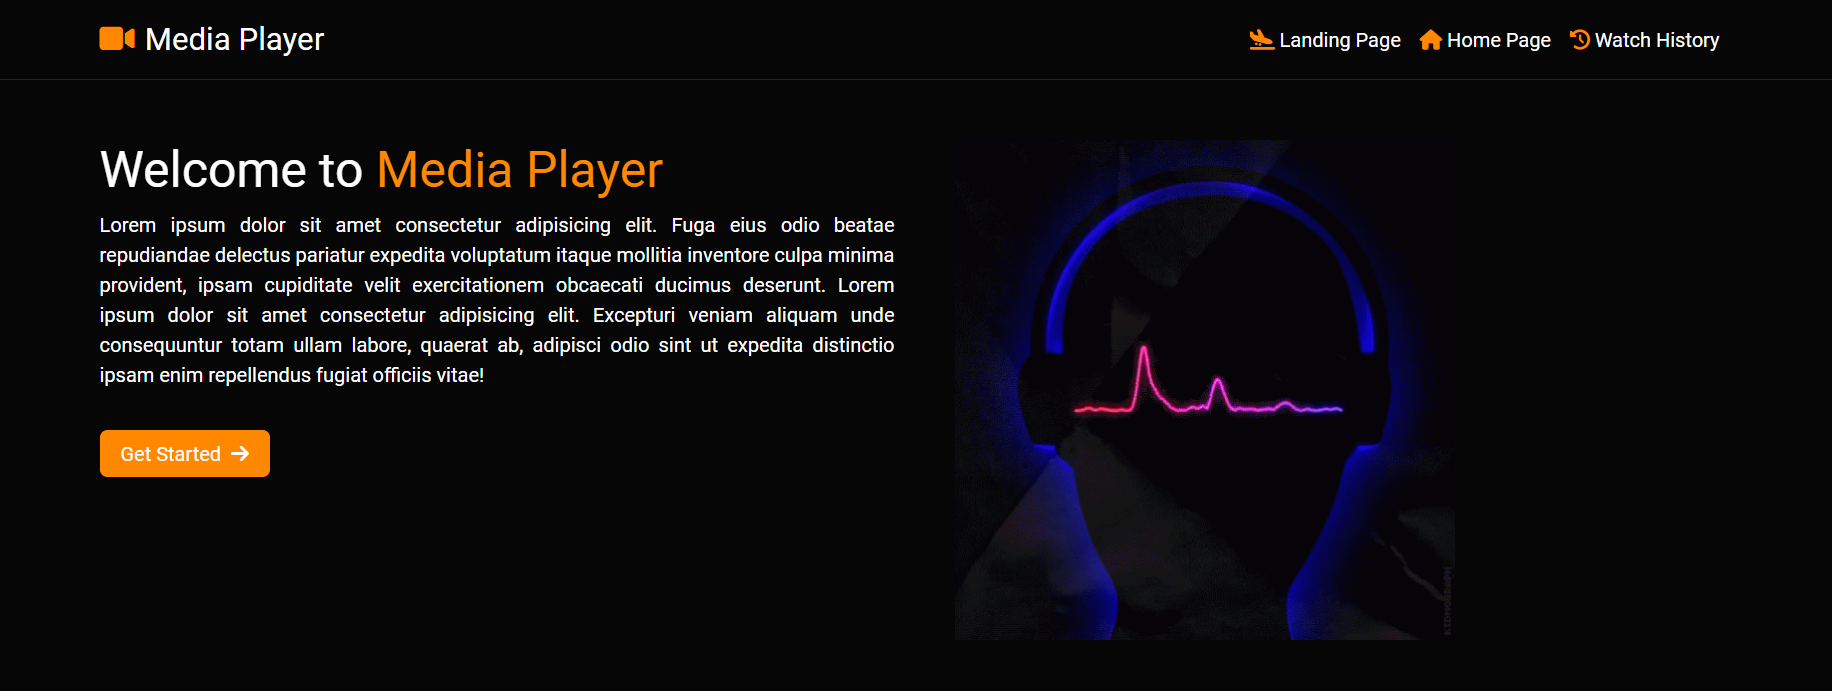 Media Player
Landing Page Home Page Watch History
Welcome to Media Player
Lorem ipsum dolor sit amet consectetur adipisicing elit. Fuga eius odio beatae
repudiandae delectus pariatur expedita voluptatum itaque mollitia inventore culpa minima
provident, ipsam cupiditate velit exercitationem obcaecati ducimus deserunt. Lorem
ipsum dolor sit amet consectetur adipisicing elit. Excepturi veniam aliquam unde
consequuntur totam ullam labore, quaerat ab, adipisci odio sint ut expedita distinctio
ipsam enim repellendus fugiat officiis vitae!
Get Started